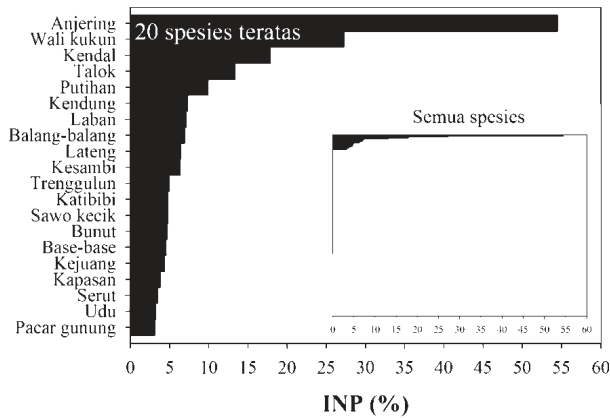 Anjering
Wali kukun
Kendal
Talok
Putihan
Kendung
Laban
Balang-balang
Lateng
Kesambi
Trenggulun
Katibibi
Sawo kecik
Bunut
Base-base
Kejuang
Kapasan
Serut
Udu
Pacar gunung
20 spesies teratas
Semua spesies
0 5 10 15 20 25 30 35 40 45 50 55 60
0 5 10 15 20 25 30 35 40 45 50 55 60
INP (%)